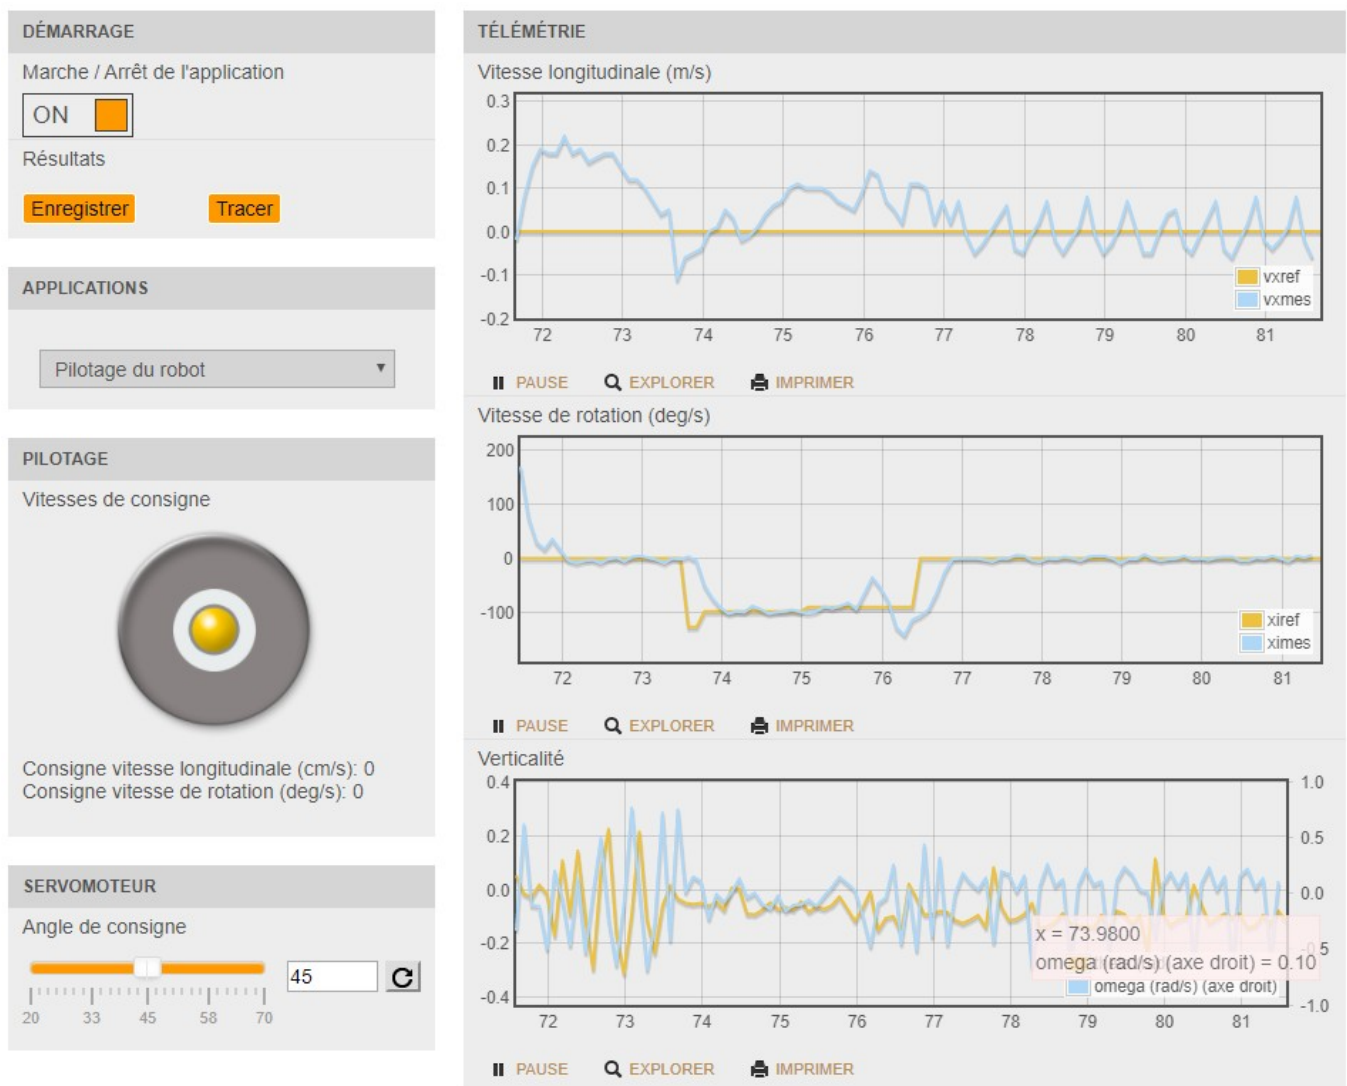 DÉMARRAGE
Marche / Arrêt de l'application
ON
Résultats
Enregistrer Tracer
APPLICATIONS
Pilotage du robot
PILOTAGE
Vitesses de consigne
Consigne vitesse longitudinale (cm/s): 0
Consigne vitesse de rotation (deg/s): 0
SERVOMOTEUR
Angle de consigne
45
20 33 45 58 70
TÉLÉMÉTRIE
Vitesse longitudinale (m/s)
0.3
0.2
0.1
0.0
-0.1
-0.2
vxref
vxmes
72 73 74 75 76 77 78 79 80 81
PAUSE EXPLORER IMPRIMER
Vitesse de rotation (deg/s)
200
100
0
-100
xiref
ximes
72 73 74 75 76 77 78 79 80 81
PAUSE EXPLORER IMPRIMER
Verticalité
0.4 1.0
0.2 0.5
0.0 0.0
-0.2
-0.4 -1.0
x = 73.9800
omega (rad/s) (axe droit) = 0.10
omega (rad/s) (axe droit)
72 73 74 75 76 77 78 79 80 81
PAUSE EXPLORER IMPRIMER